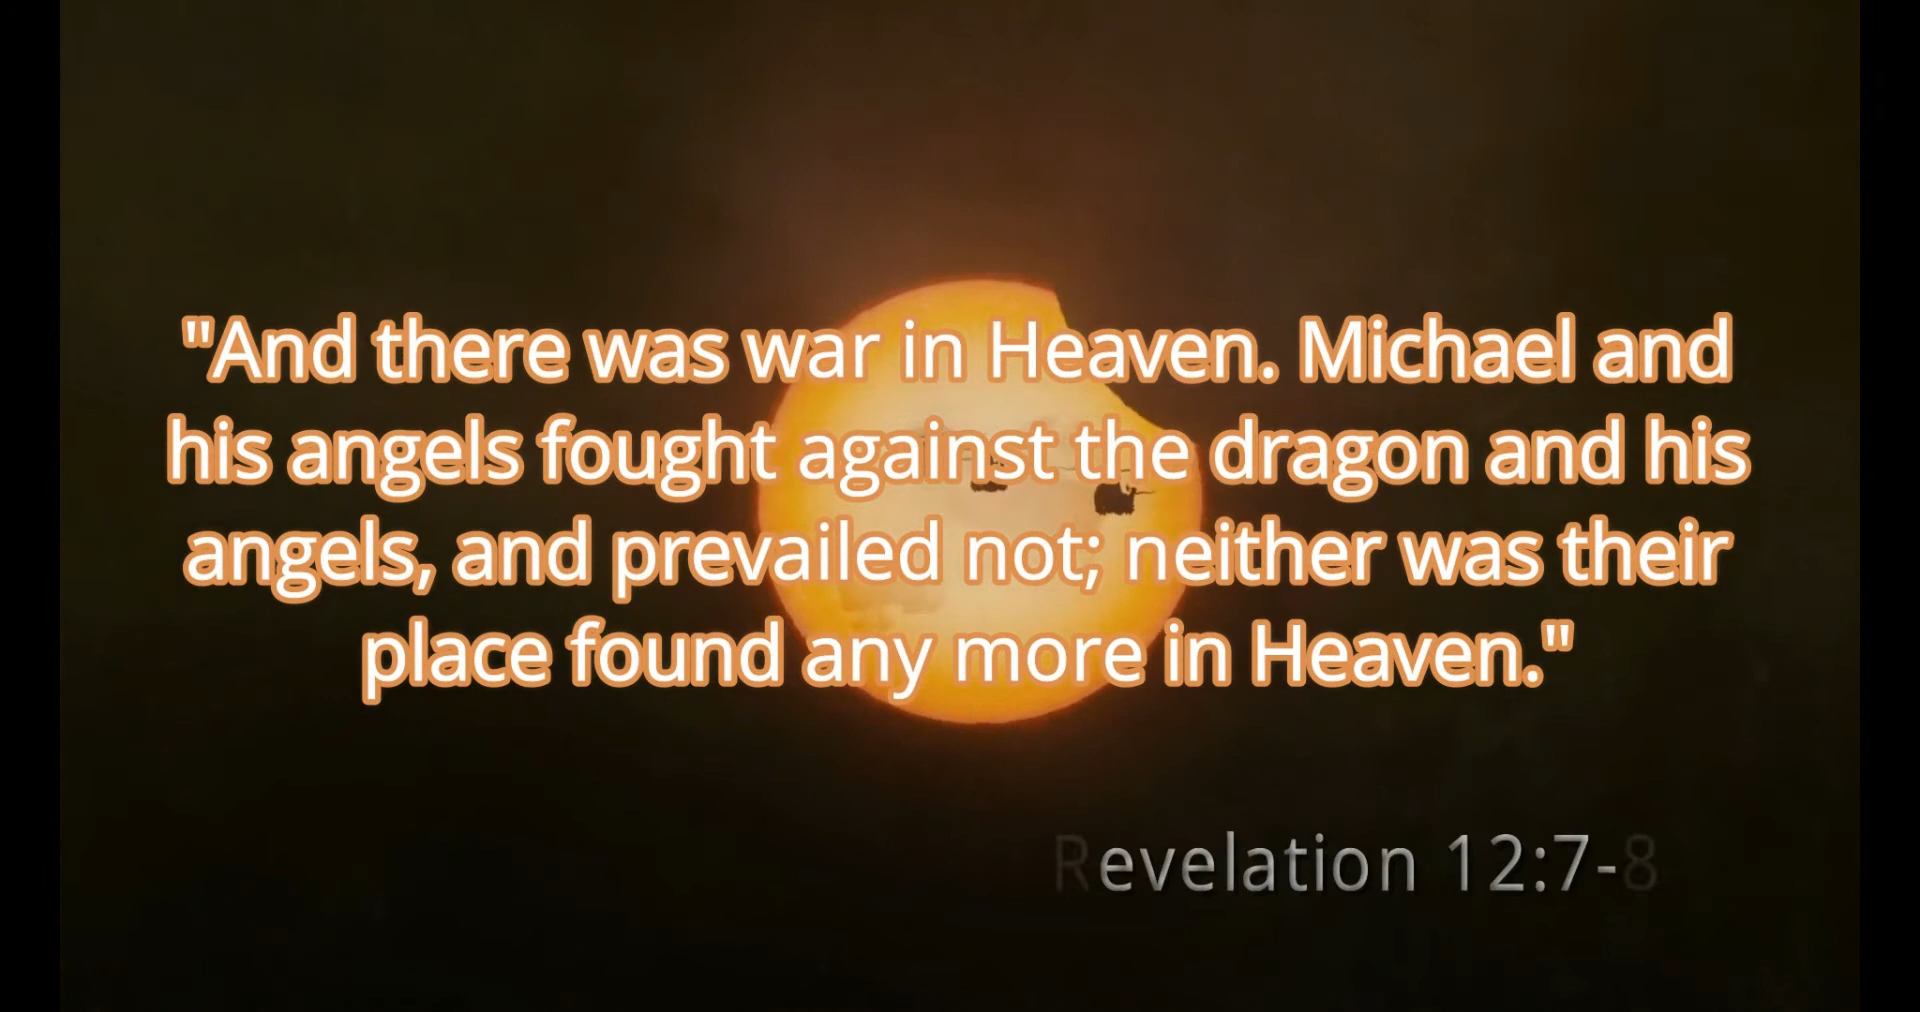 "And there was war in Heaven. Michael and
his angels fought against the dragon and his
angels, and prevailed not; neither was their
place found any more in Heaven."
Revelation 12:7-8